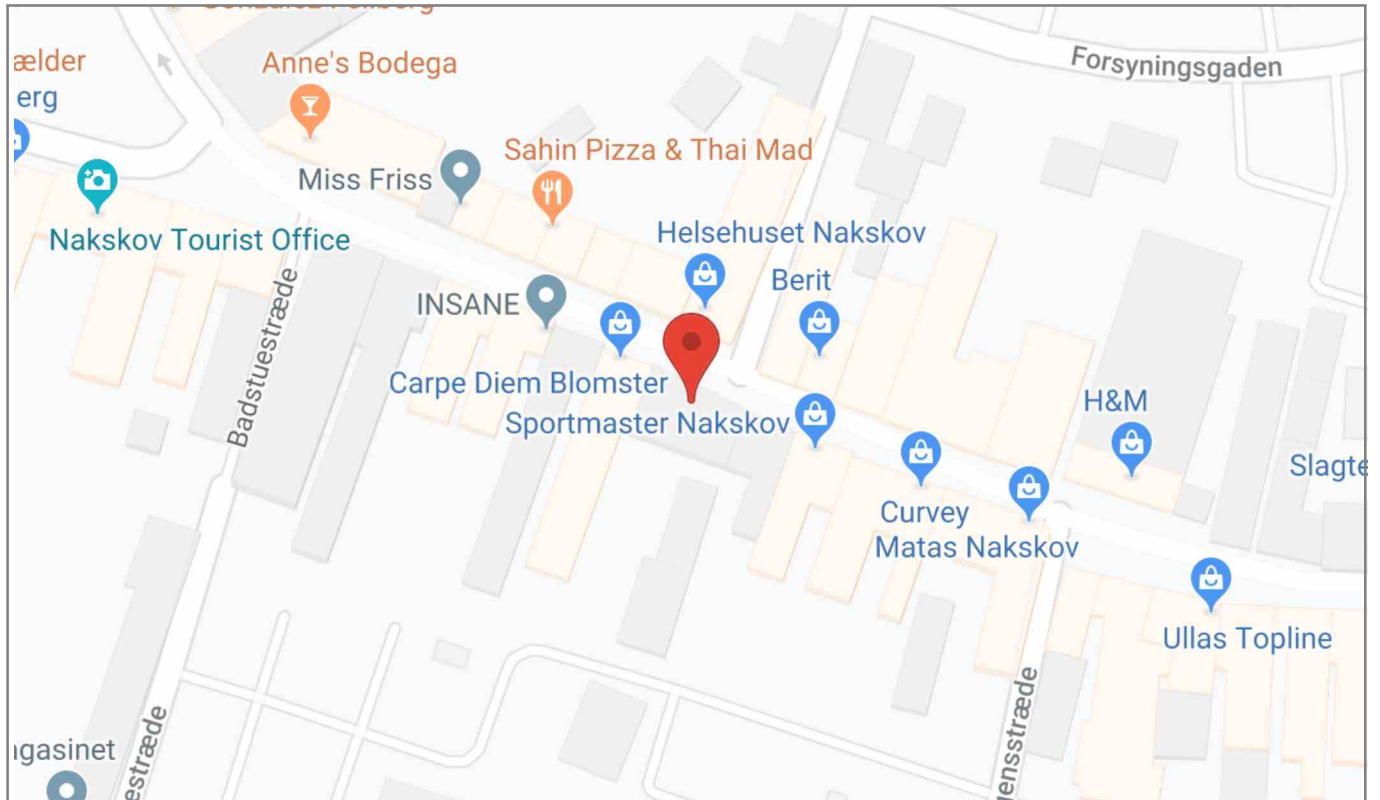 Forsyningsgaden
ælder
erg
Anne's Bodega
Sahin Pizza & Thai Mad
Miss Friss
Nakskov Tourist Office
Helsehuset Nakskov
Berit
INSANE
Badstuestræde
Carpe Diem Blomster
Sportmaster Nakskov
H&M
Slagte
Curvey
Matas Nakskov
Ullas Topline
gensstræde
estræde
gasinet